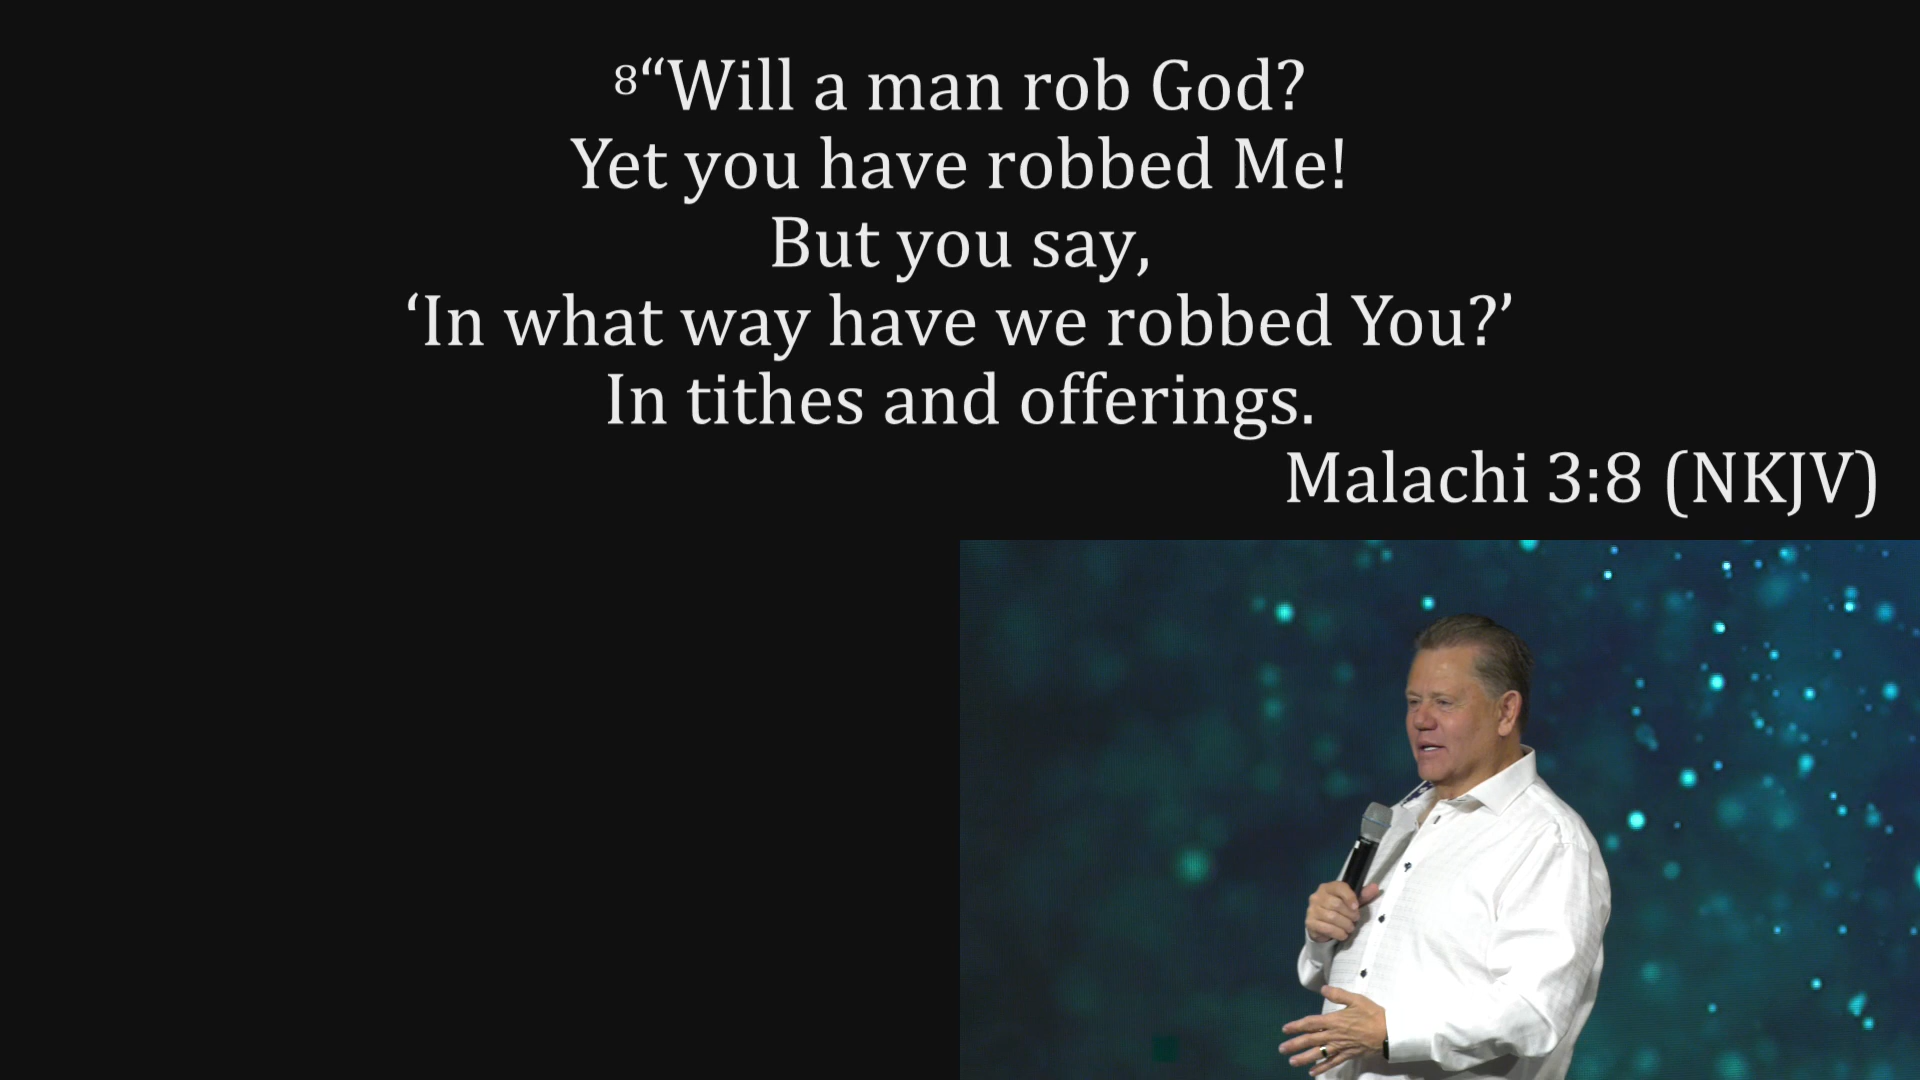 ⁸“Will a man rob God?
Yet you have robbed Me!
But you say,
‘In what way have we robbed You?’
In tithes and offerings.
Malachi 3:8 (NKJV)